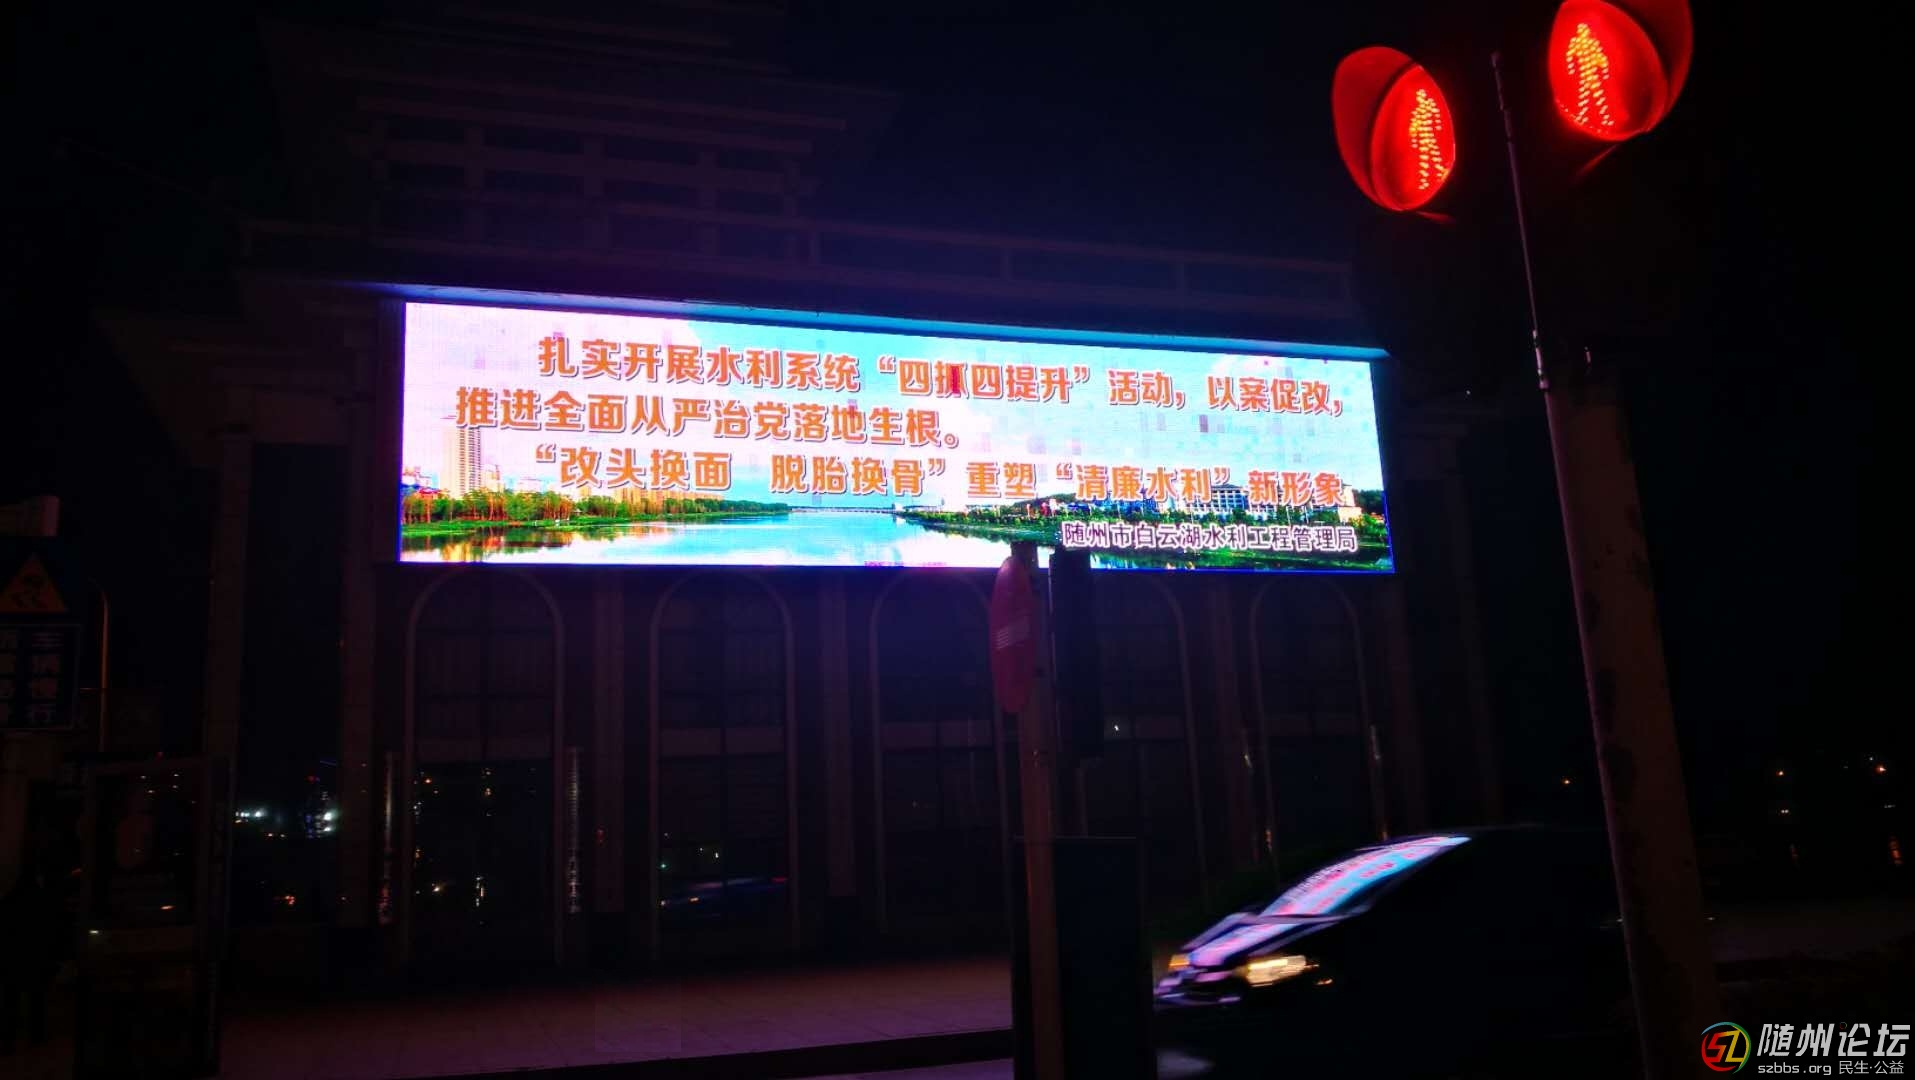 扎实开展水利系统“四抓四提升”活动，以案促改，
推进全面从严治党落地生根。
“改头换面 脱胎换骨”重塑“清廉水利”新形象
随州市白云湖水利工程管理局
随州论坛
szbbs.org 民生·公益